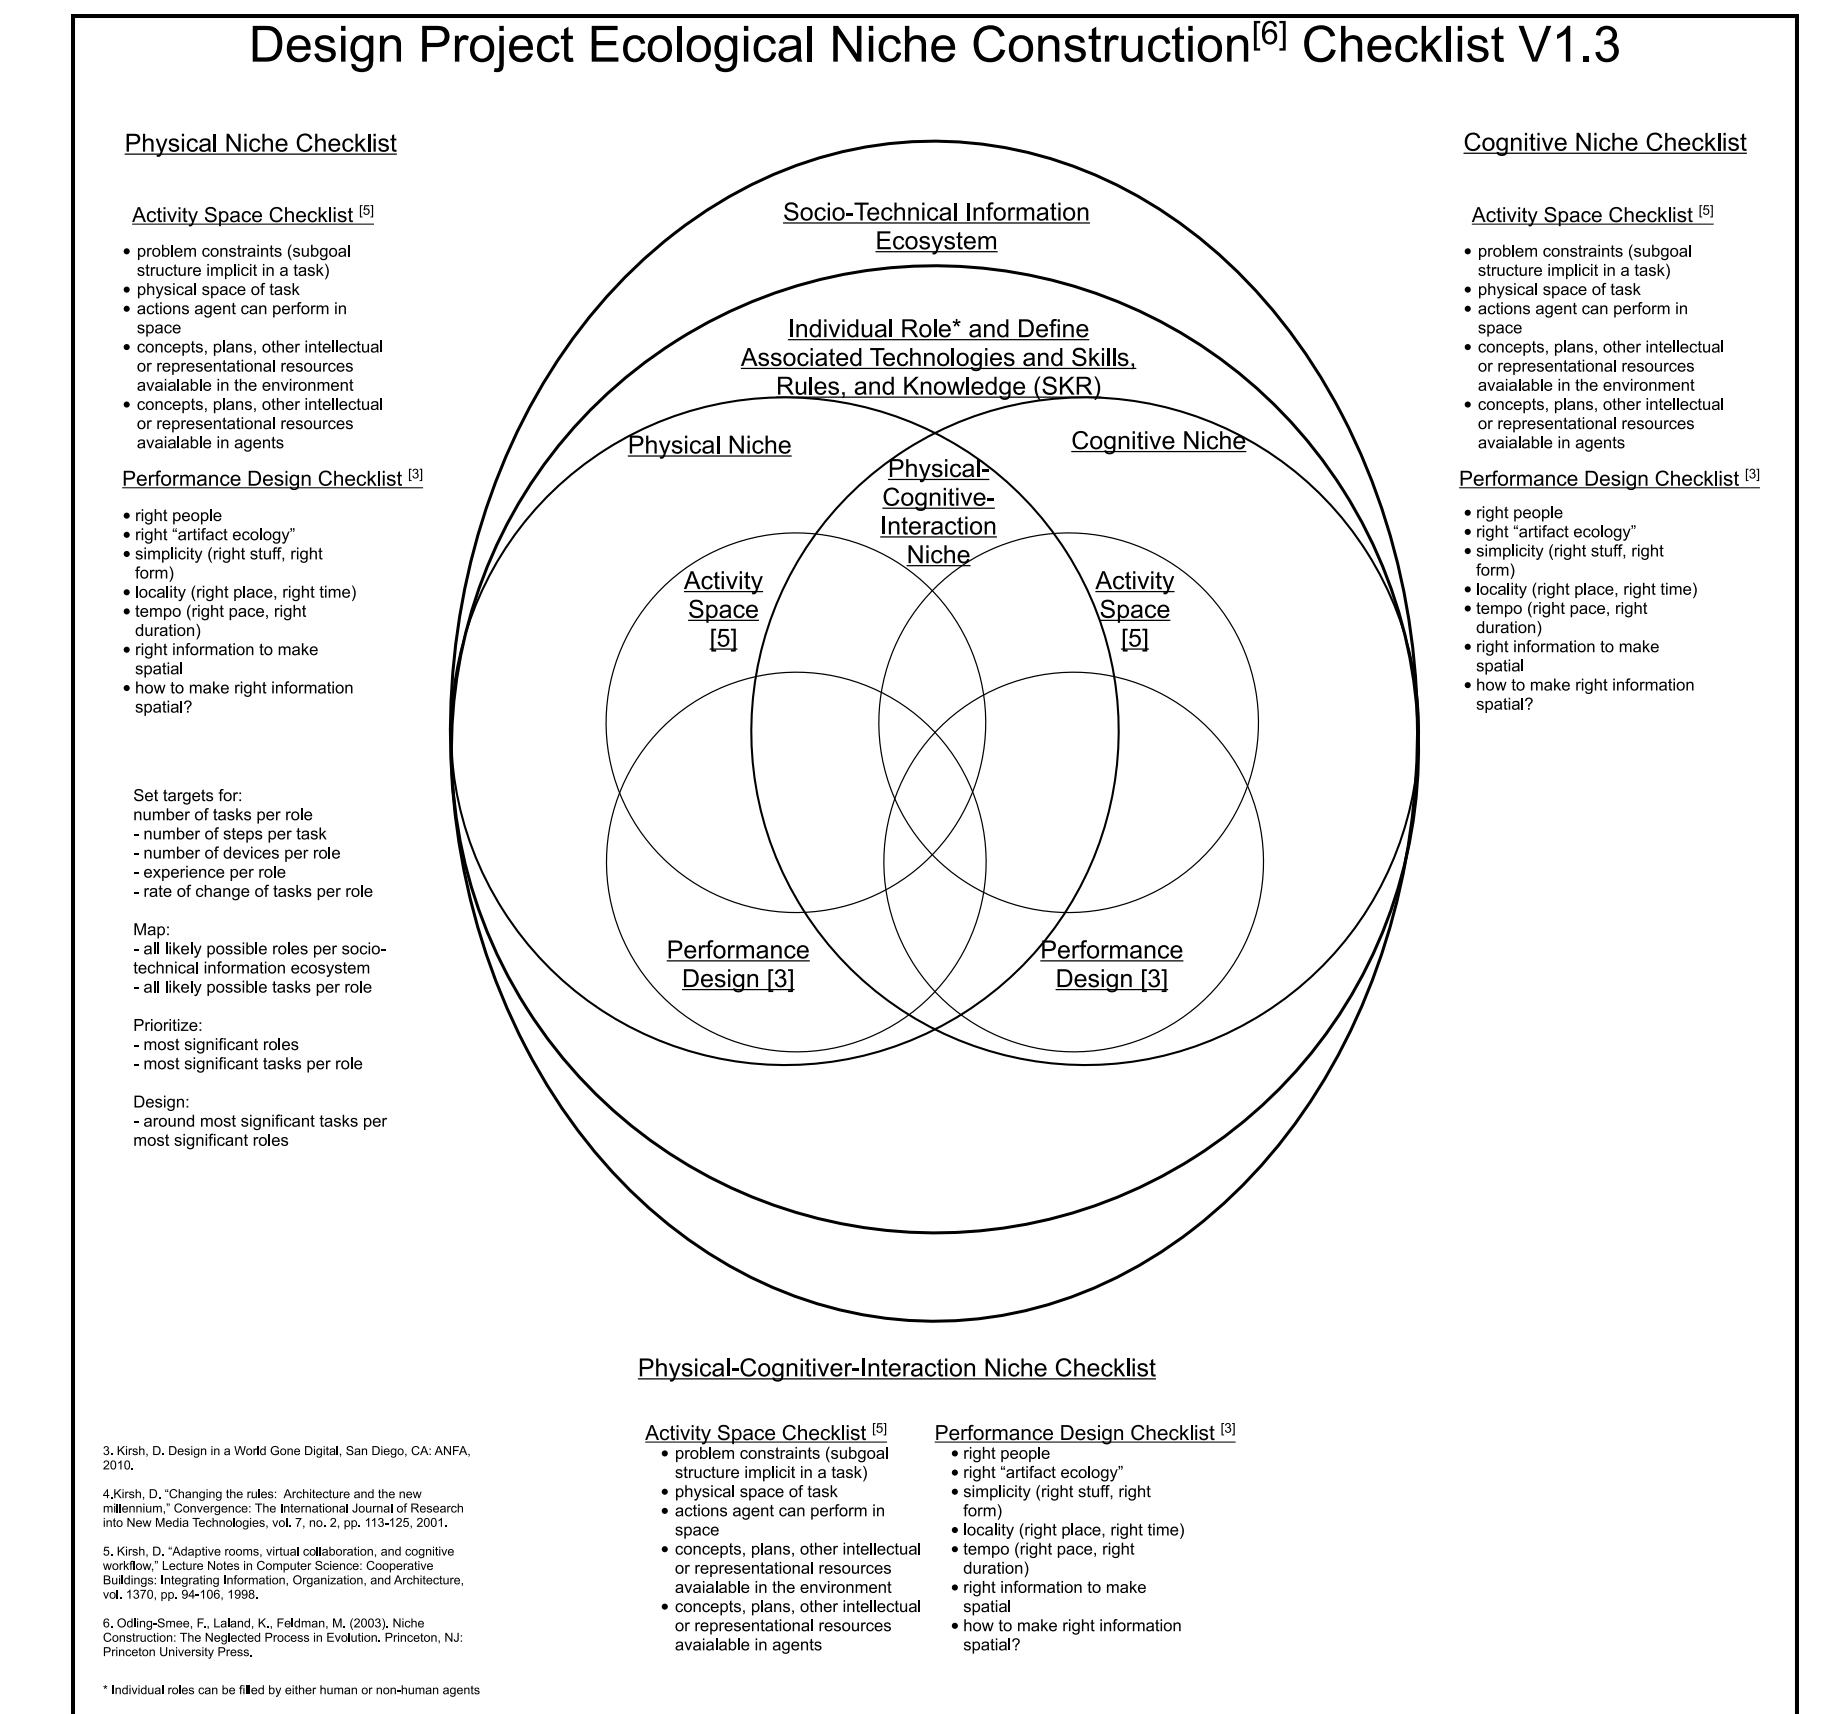 Design Project Ecological Niche Construction[6] Checklist V1.3
Physical Niche Checklist
Activity Space Checklist [5]
• problem constraints (subgoal
structure implicit in a task)
• physical space of task
• actions agent can perform in
space
• concepts, plans, other intellectual
or representational resources
avaialable in the environment
• concepts, plans, other intellectual
or representational resources
avaialable in agents
Performance Design Checklist [3]
• right people
• right “artifact ecology”
• simplicity (right stuff, right
form)
• locality (right place, right time)
• tempo (right pace, right
duration)
• right information to make
spatial
• how to make right information
spatial?
Set targets for:
number of tasks per role
- number of steps per task
- number of devices per role
- experience per role
- rate of change of tasks per role
Map:
- all likely possible roles per socio-
technical information ecosystem
- all likely possible tasks per role
Prioritize:
- most significant roles
- most significant tasks per role
Design:
- around most significant tasks per
most significant roles
Socio-Technical Information
Ecosystem
Individual Role* and Define
Associated Technologies and Skills,
Rules, and Knowledge (SKR)
Physical Niche
Cognitive Niche
Physical-
Cognitive-
Interaction
Niche
Activity
Space
[5]
Activity
Space
[5]
Performance
Design [3]
Performance
Design [3]
Cognitive Niche Checklist
Activity Space Checklist [5]
• problem constraints (subgoal
structure implicit in a task)
• physical space of task
• actions agent can perform in
space
• concepts, plans, other intellectual
or representational resources
avaialable in the environment
• concepts, plans, other intellectual
or representational resources
avaialable in agents
Performance Design Checklist [3]
• right people
• right “artifact ecology”
• simplicity (right stuff, right
form)
• locality (right place, right time)
• tempo (right pace, right
duration)
• right information to make
spatial
• how to make right information
spatial?
Physical-Cognitiver-Interaction Niche Checklist
Activity Space Checklist [5]
• problem constraints (subgoal
structure implicit in a task)
• physical space of task
• actions agent can perform in
space
• concepts, plans, other intellectual
or representational resources
avaialable in the environment
• concepts, plans, other intellectual
or representational resources
avaialable in agents
Performance Design Checklist [3]
• right people
• right “artifact ecology”
• simplicity (right stuff, right
form)
• locality (right place, right time)
• tempo (right pace, right
duration)
• right information to make
spatial
• how to make right information
spatial?
3. Kirsh, D. Design in a World Gone Digital, San Diego, CA: ANFA,
2010.
4.Kirsh, D. “Changing the rules: Architecture and the new
millennium,” Convergence: The International Journal of Research
into New Media Technologies, vol. 7, no. 2, pp. 113-125, 2001.
5. Kirsh, D. “Adaptive rooms, virtual collaboration, and cognitive
workflow,” Lecture Notes in Computer Science: Cooperative
Buildings: Integrating Information, Organization, and Architecture,
vol. 1370, pp. 94-106, 1998.
6. Odling-Smee, F., Laland, K., Feldman, M. (2003). Niche
Construction: The Neglected Process in Evolution. Princeton, NJ:
Princeton University Press.
* Individual roles can be filled by either human or non-human agents